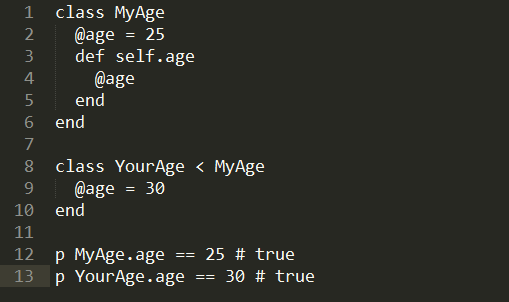 1 class MyAge
2   @age = 25
3   def self.age
4     @age
5   end
6 end
7
8 class YourAge < MyAge
9   @age = 30
10 end
11
12 p MyAge.age == 25 # true
13 p YourAge.age == 30 # true